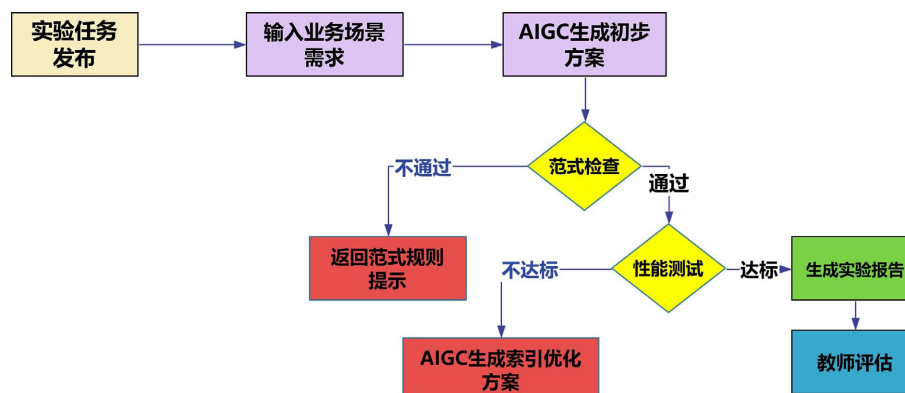 实验任务
发布
输入业务场景
需求
AIGC生成初步
方案
范式检查
不通过
通过
返回范式规则
提示
性能测试
不达标
达标
生成实验报告
AIGC生成索引优化
方案
教师评估